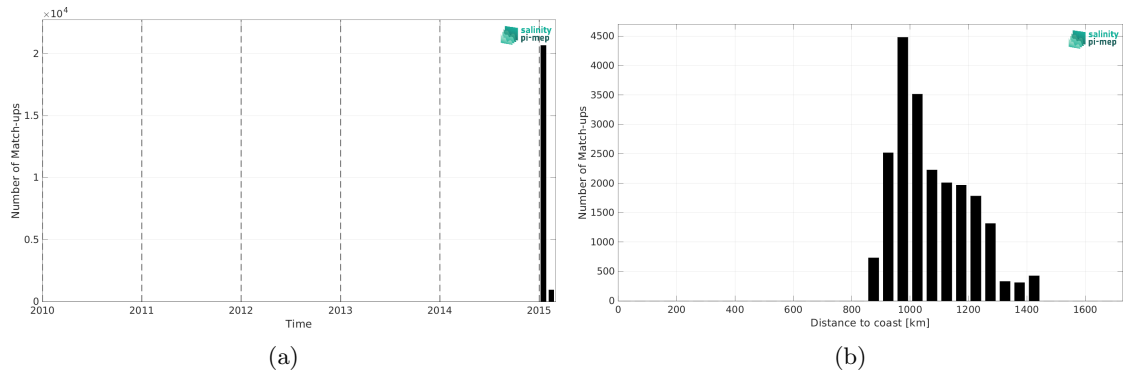 ×10⁴
salinity
pi-mep
2
1.5
1
0.5
0
Number of Match-ups
2010 2011 2012 2013 2014 2015
Time
(a)
salinity
pi-mep
4500
4000
3500
3000
2500
2000
1500
1000
500
0
Number of Match-ups
0 200 400 600 800 1000 1200 1400 1600
Distance to coast [km]
(b)